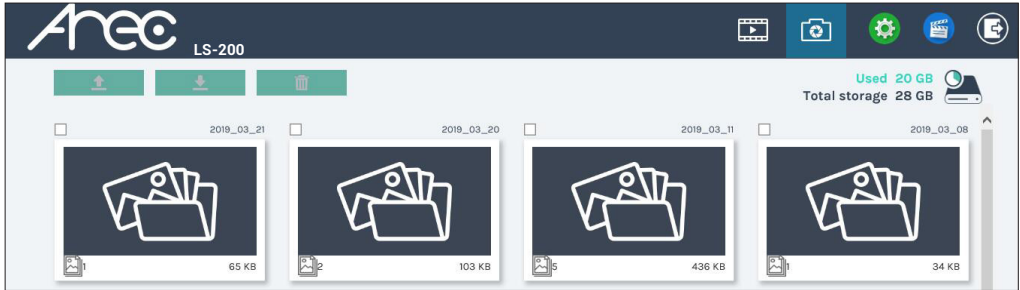 Arec
LS-200
Used 20 GB
Total storage 28 GB
2019_03_21
2019_03_20
2019_03_11
2019_03_08
1 65 KB
2 103 KB
5 436 KB
1 34 KB